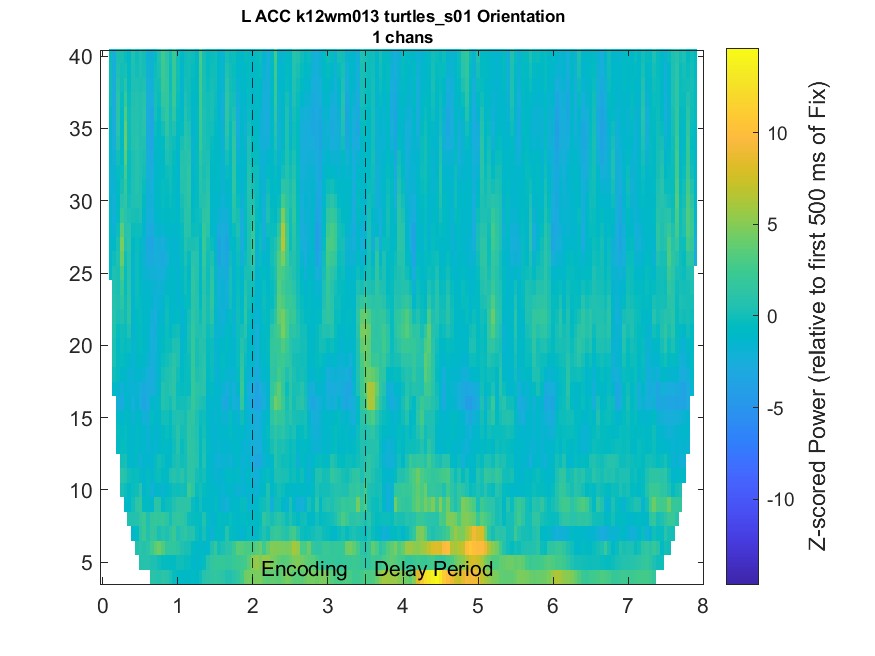 L ACC k12wm013 turtles_s01 Orientation
1 chans
40
35
30
25
20
15
10
5
Encoding
Delay Period
0 1 2 3 4 5 6 7 8
10
5
0
-5
-10
Z-scored Power (relative to first 500 ms of Fix)